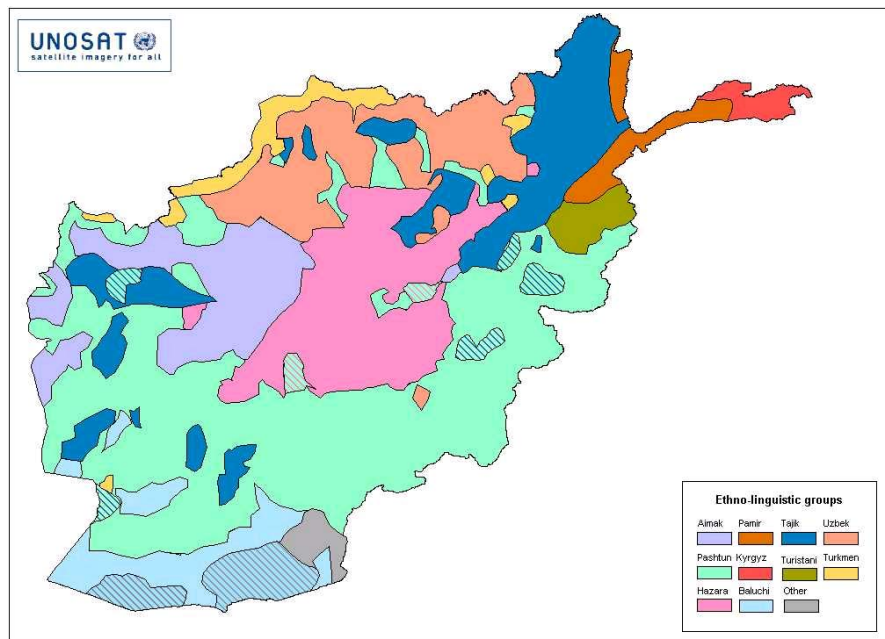 UNOSAT
satellite imagery for all
Ethno-linguistic groups
Aimak Pamir Tajik Uzbek
Pashtun Kyrgyz Turistani Turkmen
Hazara Baluchi Other